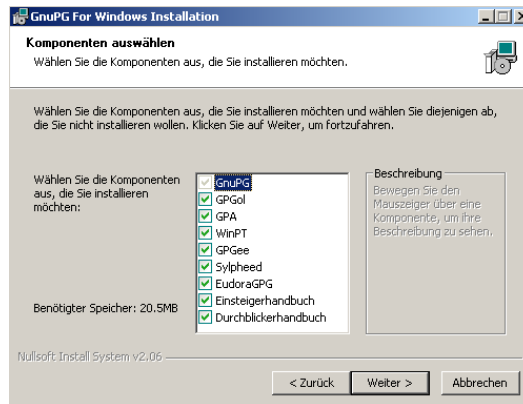 GnuPG For Windows Installation
Komponenten auswählen
Wählen Sie die Komponenten aus, die Sie installieren möchten.
Wählen Sie die Komponenten aus, die Sie installieren möchten und wählen Sie diejenigen ab,
die Sie nicht installieren wollen. Klicken Sie auf Weiter, um fortzufahren.
Wählen Sie die Komponenten
aus, die Sie installieren
möchten:
GnuPG
GPGol
GPA
WinPT
GPGee
Sylpheed
EudoraGPG
Einsteigerhandbuch
Durchblickerhandbuch
Beschreibung
Bewegen Sie den
Mauszeiger über eine
Komponente, um ihre
Beschreibung zu sehen.
Benötigter Speicher: 20.5MB
Nullsoft Install System v2.06
< Zurück
Weiter >
Abbrechen